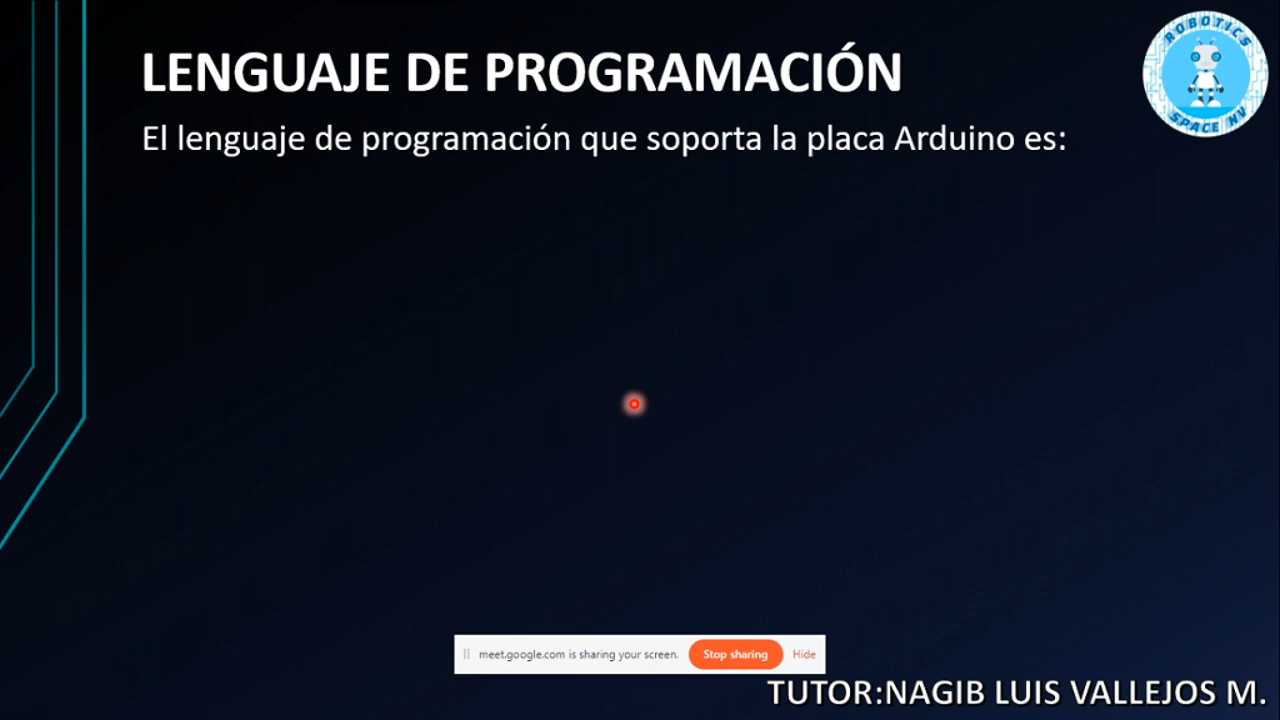 LENGUAJE DE PROGRAMACIÓN
El lenguaje de programación que soporta la placa Arduino es:
ROBOTICS
SPACE NV
meet.google.com is sharing your screen. Stop sharing Hide
TUTOR:NAGIB LUIS VALLEJOS M.